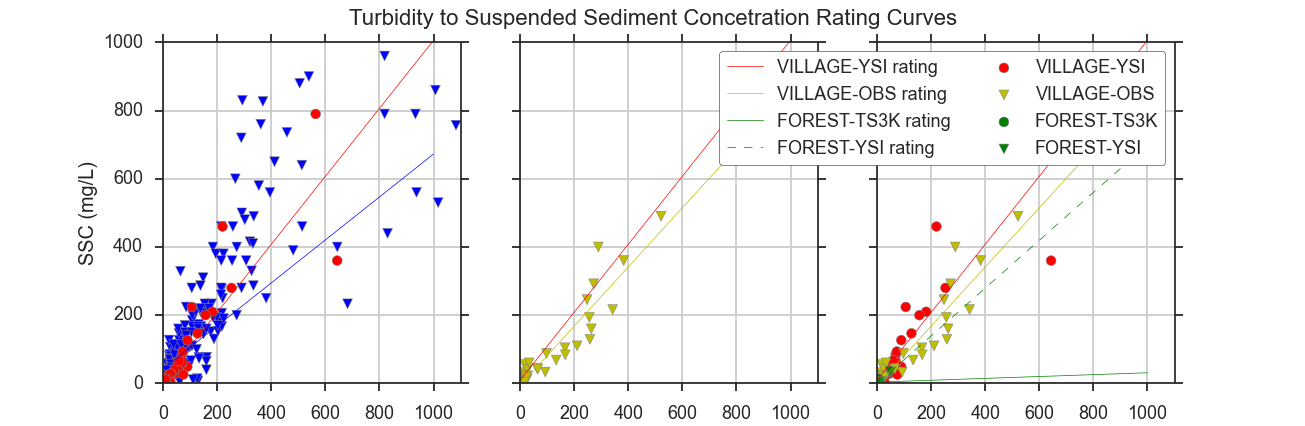 Turbidity to Suspended Sediment Concetration Rating Curves
SSC (mg/L)
1000
800
600
400
200
0
0 200 400 600 800 1000
0 200 400 600 800 1000
0 200 400 600 800 1000
VILLAGE-YSI rating
VILLAGE-OBS rating
FOREST-TS3K rating
FOREST-YSI rating
VILLAGE-YSI
VILLAGE-OBS
FOREST-TS3K
FOREST-YSI